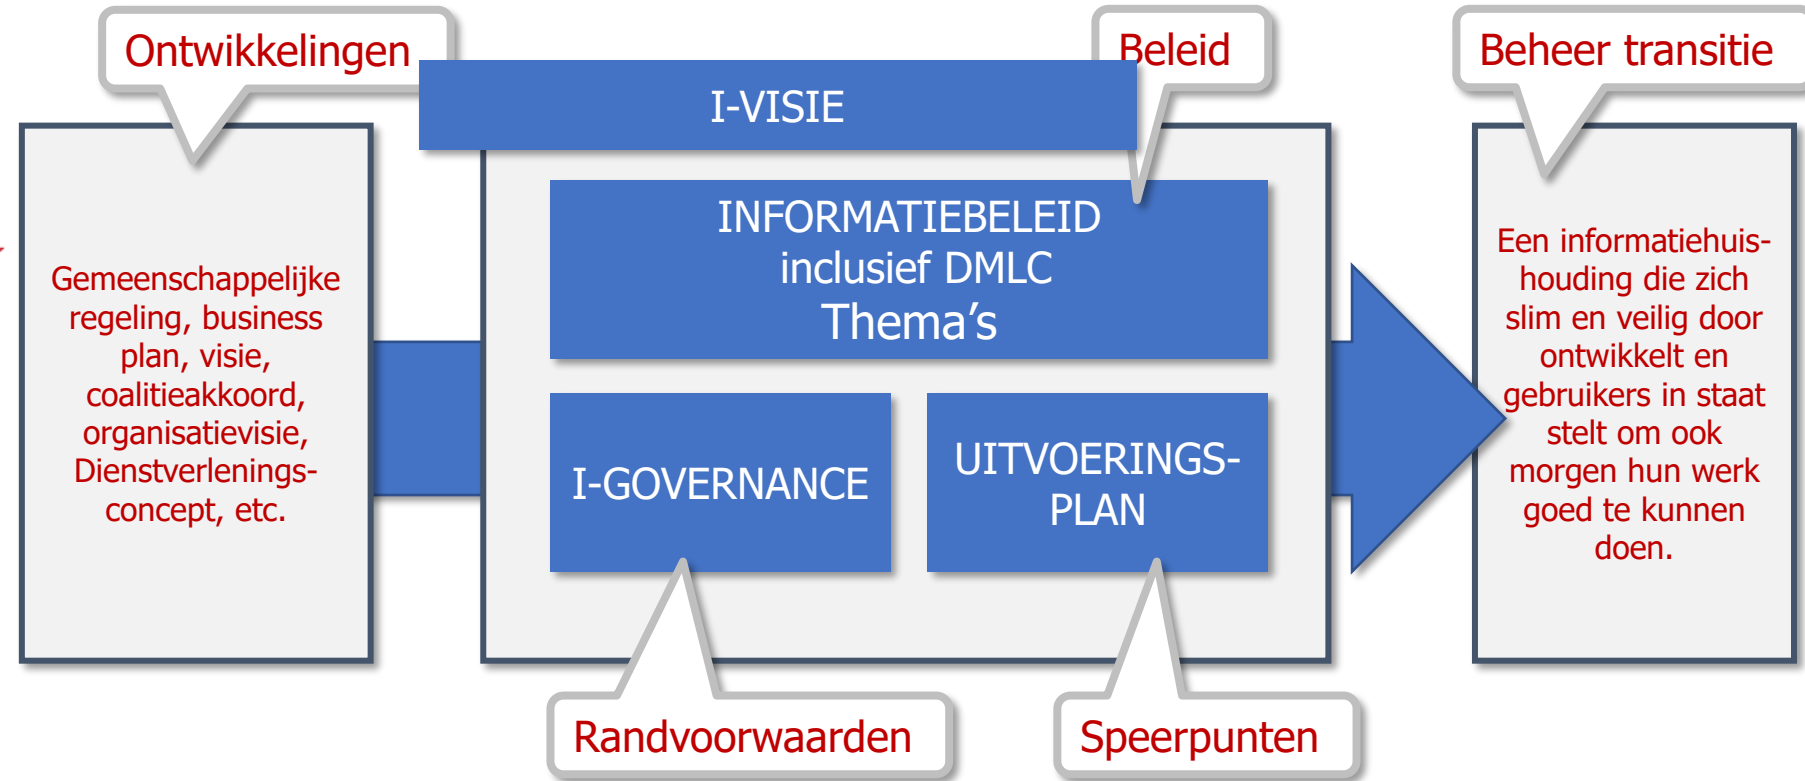 Ontwikkelingen
Beleid
Beheer transitie
I-VISIE
Gemeenschappelijke
regeling, business
plan, visie,
coalitieakkoord,
organisatievisie,
Dienstverlenings-
concept, etc.
INFORMATIEBELEID
inclusief DMLC
Thema’s
I-GOVERNANCE
UITVOERINGS-
PLAN
Een informatiehuis-
houding die zich
slim en veilig door
ontwikkelt en
gebruikers in staat
stelt om ook
morgen hun werk
goed te kunnen
doen.
Randvoorwaarden
Speerpunten